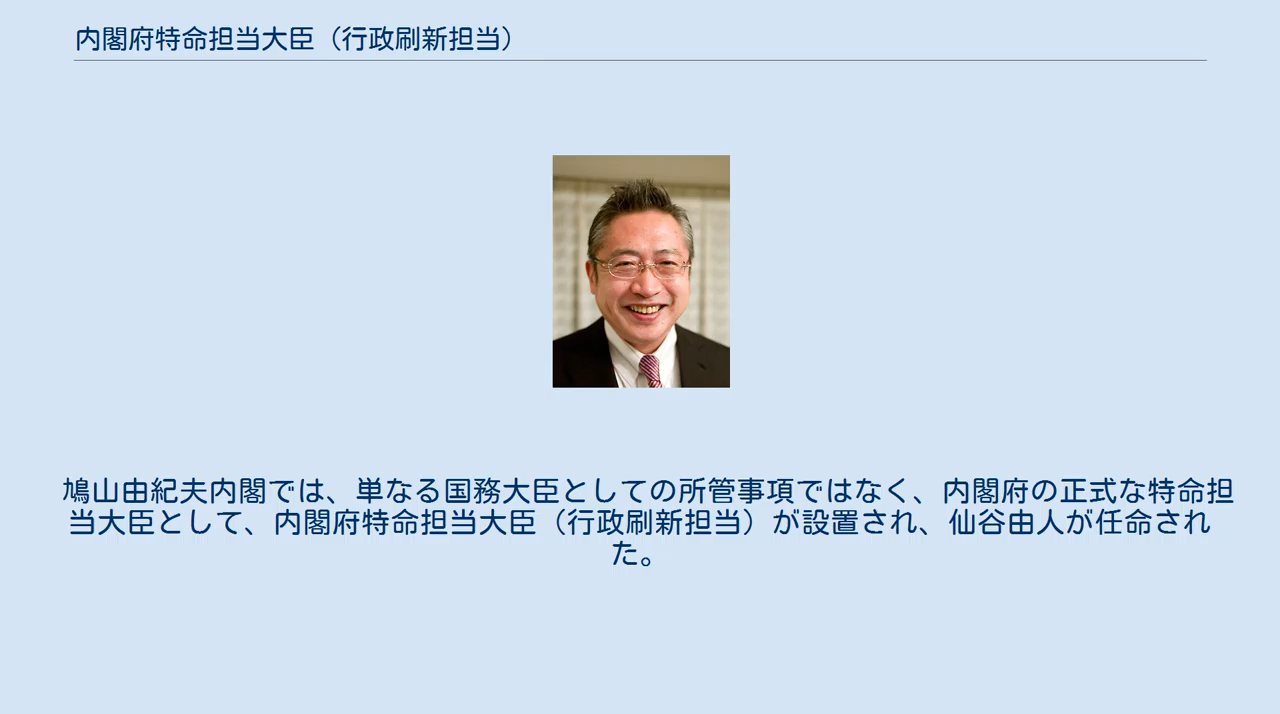 内閣府特命担当大臣（行政刷新担当）
鳩山由紀夫内閣では、単なる国務大臣としての所管事項ではなく、内閣府の正式な特命担
当大臣として、内閣府特命担当大臣（行政刷新担当）が設置され、仙谷由人が任命され
た。